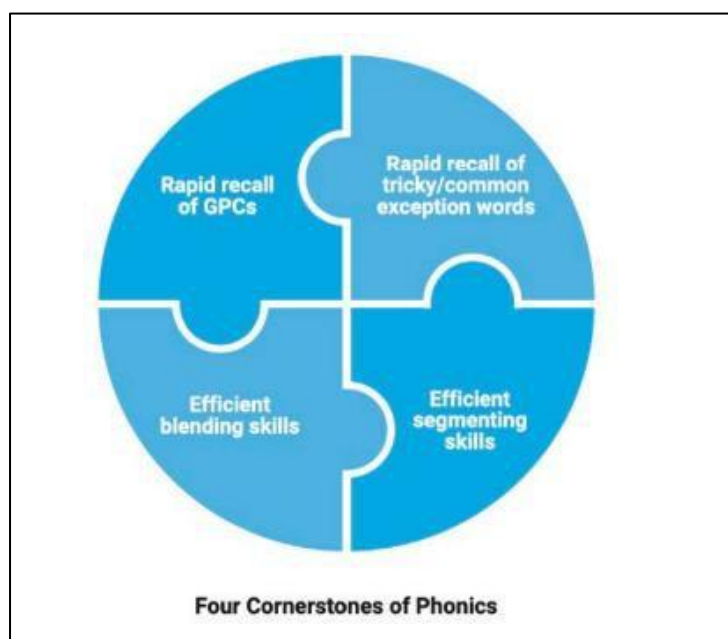 Rapid recall
of GPCs
Rapid recall of
tricky/common
exception words
Efficient
blending skills
Efficient
segmenting
skills
Four Cornerstones of Phonics